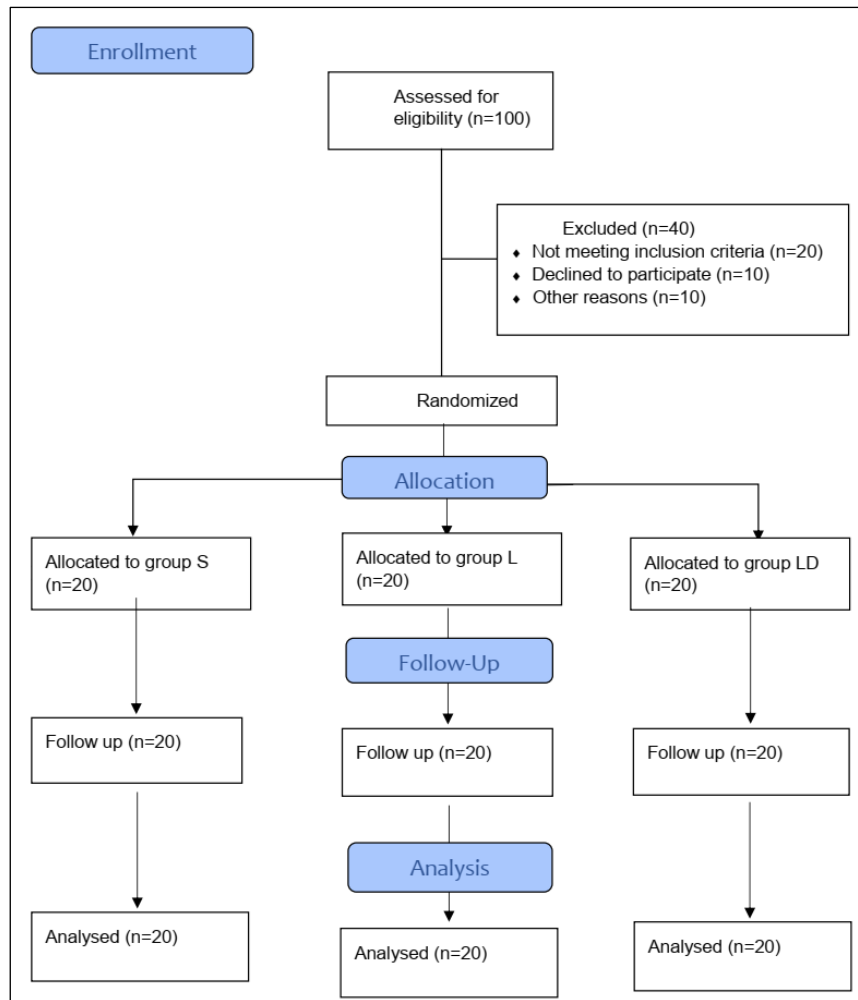 Enrollment
Assessed for
eligibility (n=100)
Excluded (n=40)
♦ Not meeting inclusion criteria (n=20)
♦ Declined to participate (n=10)
♦ Other reasons (n=10)
Randomized
Allocation
Allocated to group S
(n=20)
Allocated to group L
(n=20)
Allocated to group LD
(n=20)
Follow-Up
Follow up (n=20)
Follow up (n=20)
Follow up (n=20)
Analysis
Analysed (n=20)
Analysed (n=20)
Analysed (n=20)